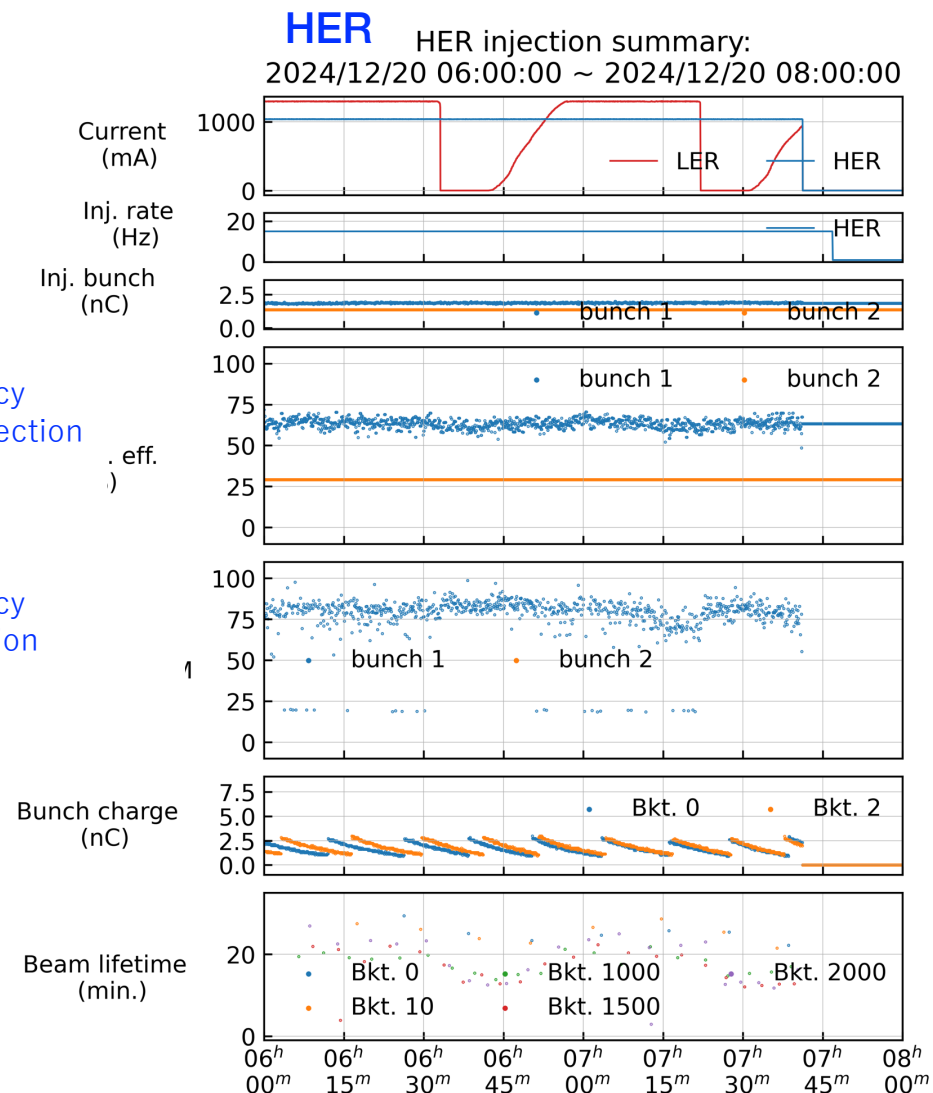 HER
HER injection summary:
2024/12/20 06:00:00 ~ 2024/12/20 08:00:00
Current
(mA)
1000
0
LER HER
Inj. rate
(Hz)
20
0
HER
Inj. bunch
(nC)
2.5
0.0
bunch 1 bunch 2
cy
ection
. eff.
)
100
75
50
25
0
bunch 1 bunch 2
cy
on
100
75
50
25
0
bunch 1 bunch 2
Bunch charge
(nC)
7.5
5.0
2.5
0.0
Bkt. 0 Bkt. 2
Beam lifetime
(min.)
20
0
Bkt. 0 Bkt. 1000 Bkt. 2000
Bkt. 10 Bkt. 1500
06h 06h 06h 06h 07h 07h 07h 07h 08h
00m 15m 30m 45m 00m 15m 30m 45m 00m